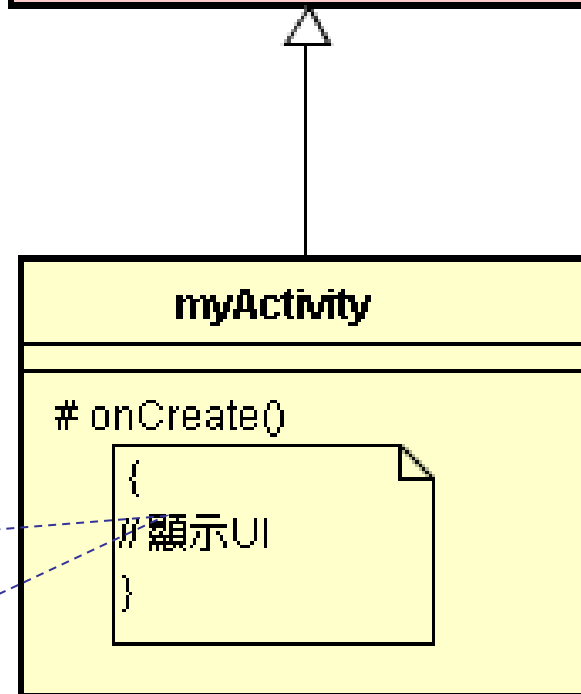 myActivity
# onCreate()
{
// 顯示UI
}